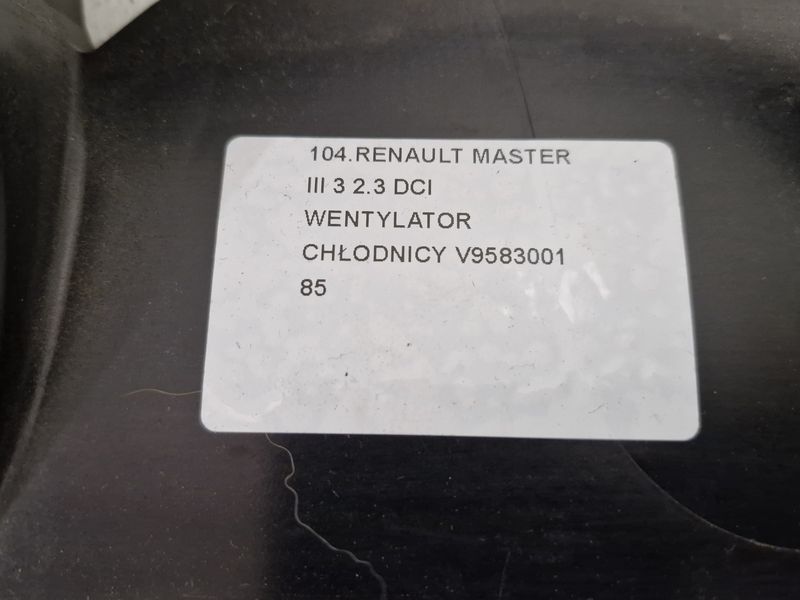 104.RENAULT MASTER
III 3 2.3 DCI
WENTYLATOR
CHŁODNICY V9583001
85